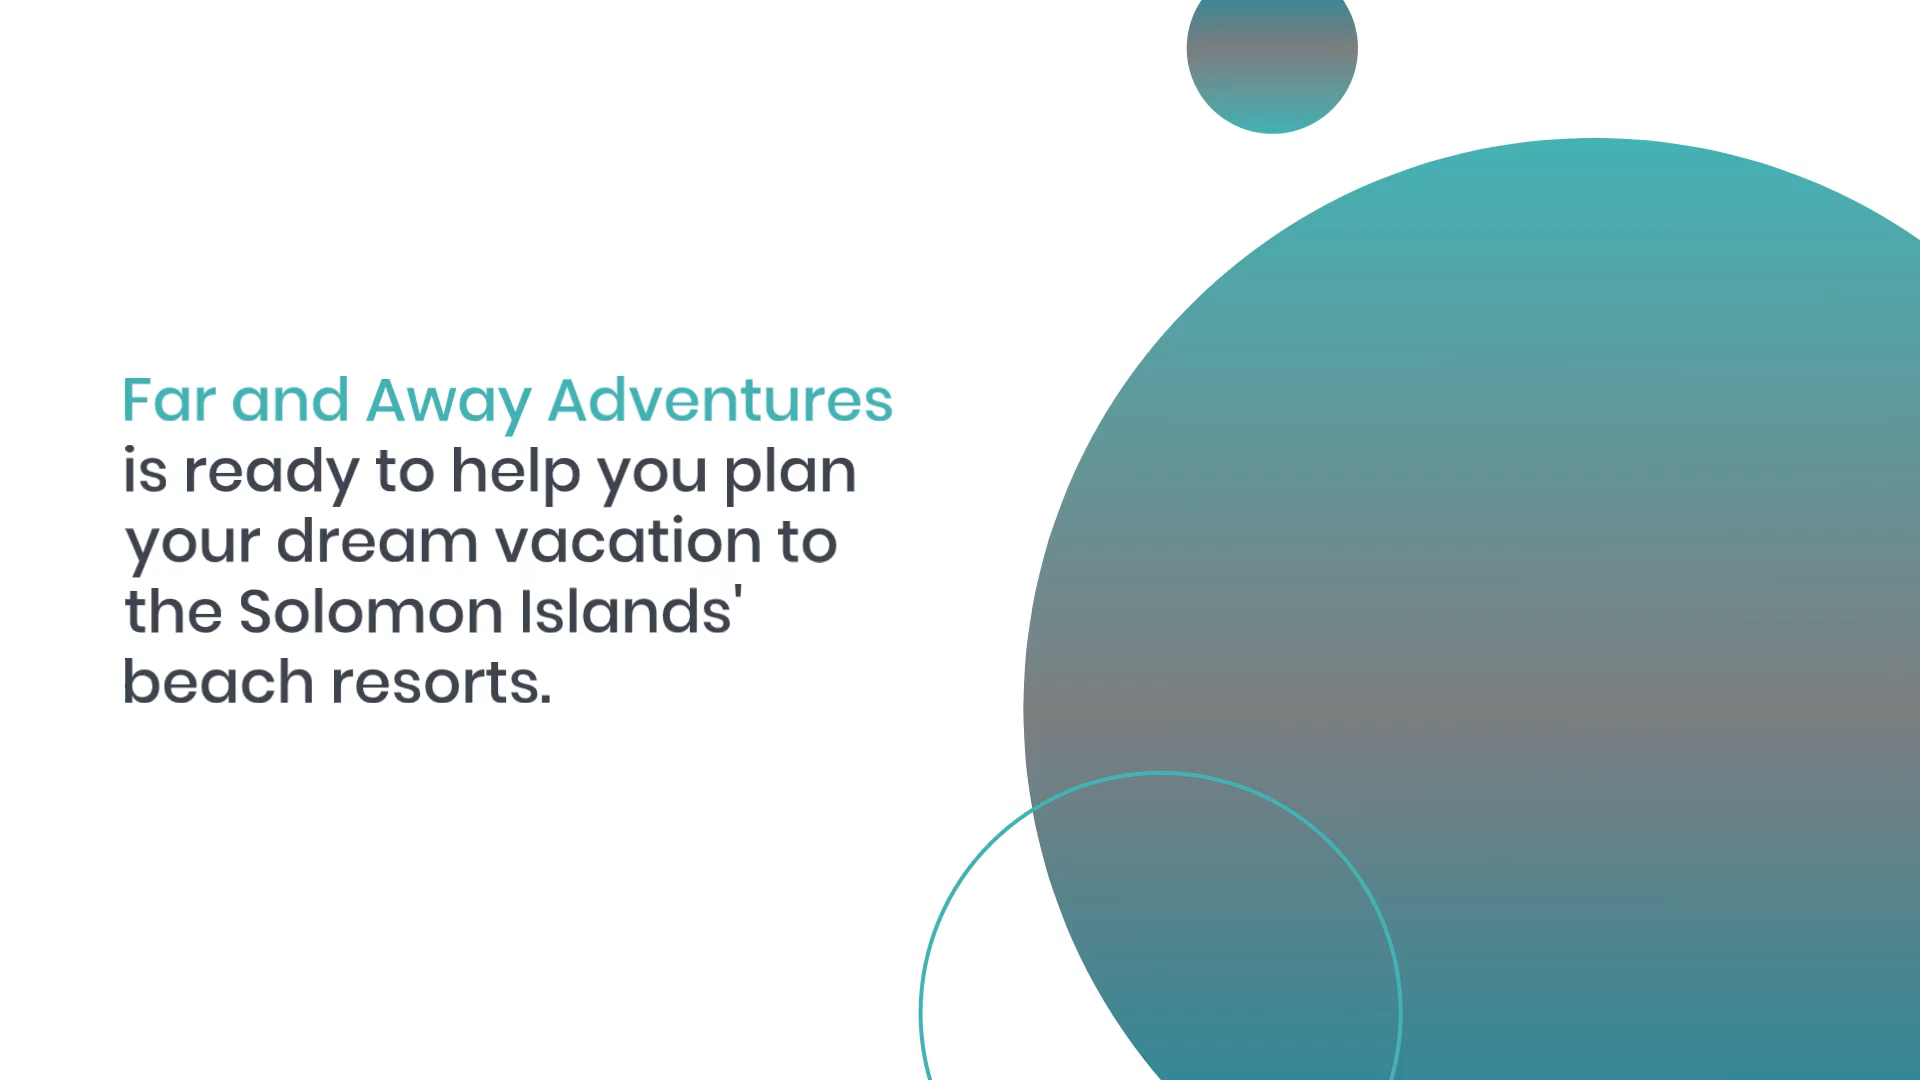 Far and Away Adventures
is ready to help you plan
your dream vacation to
the Solomon Islands'
beach resorts.